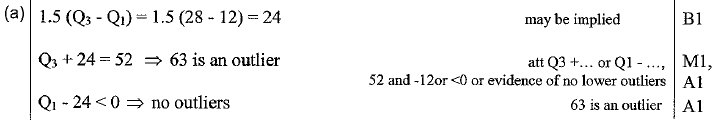 (a) 1.5 (Q₃ - Q₁) = 1.5 (28 - 12) = 24 may be implied B1
Q₃ + 24 = 52 ⇒ 63 is an outlier att Q3 +... or Q1 - ..., M1,
52 and -12or <0 or evidence of no lower outliers A1
Q₁ - 24 < 0 ⇒ no outliers 63 is an outlier A1